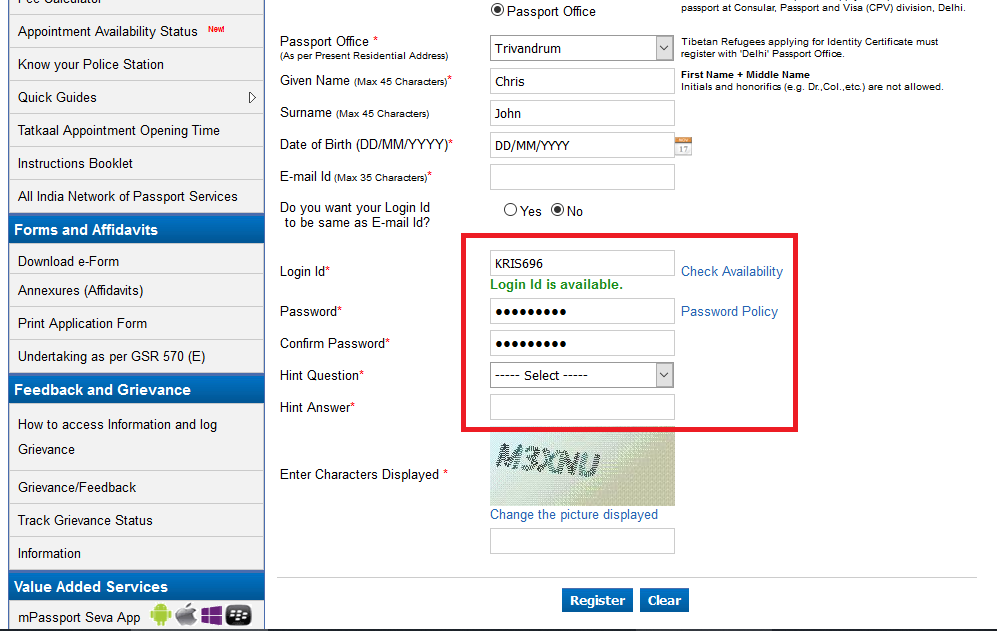 Appointment Availability Status New!
Know your Police Station
Quick Guides
Tatkaal Appointment Opening Time
Instructions Booklet
All India Network of Passport Services
Forms and Affidavits
Download e-Form
Annexures (Affidavits)
Print Application Form
Undertaking as per GSR 570 (E)
Feedback and Grievance
How to access Information and log
Grievance
Grievance/Feedback
Track Grievance Status
Information
Value Added Services
mPassport Seva App
Passport Office
passport at Consular, Passport and Visa (CPV) division, Delhi.
Passport Office *
(As per Present Residential Address)
Trivandrum
Tibetan Refugees applying for Identity Certificate must
register with 'Delhi' Passport Office.
Given Name (Max 45 Characters)*
Chris
First Name + Middle Name
Initials and honorifics (e.g. Dr.,Col.,etc.) are not allowed.
Surname (Max 45 Characters)
John
Date of Birth (DD/MM/YYYY)*
DD/MM/YYYY
17
E-mail Id (Max 35 Characters)*
Do you want your Login Id
to be same as E-mail Id?
Yes No
Login Id*
KRIS696
Check Availability
Login Id is available.
Password*
Password Policy
Confirm Password*
Hint Question*
----- Select -----
Hint Answer*
M3XNU
Enter Characters Displayed *
Change the picture displayed
Register Clear